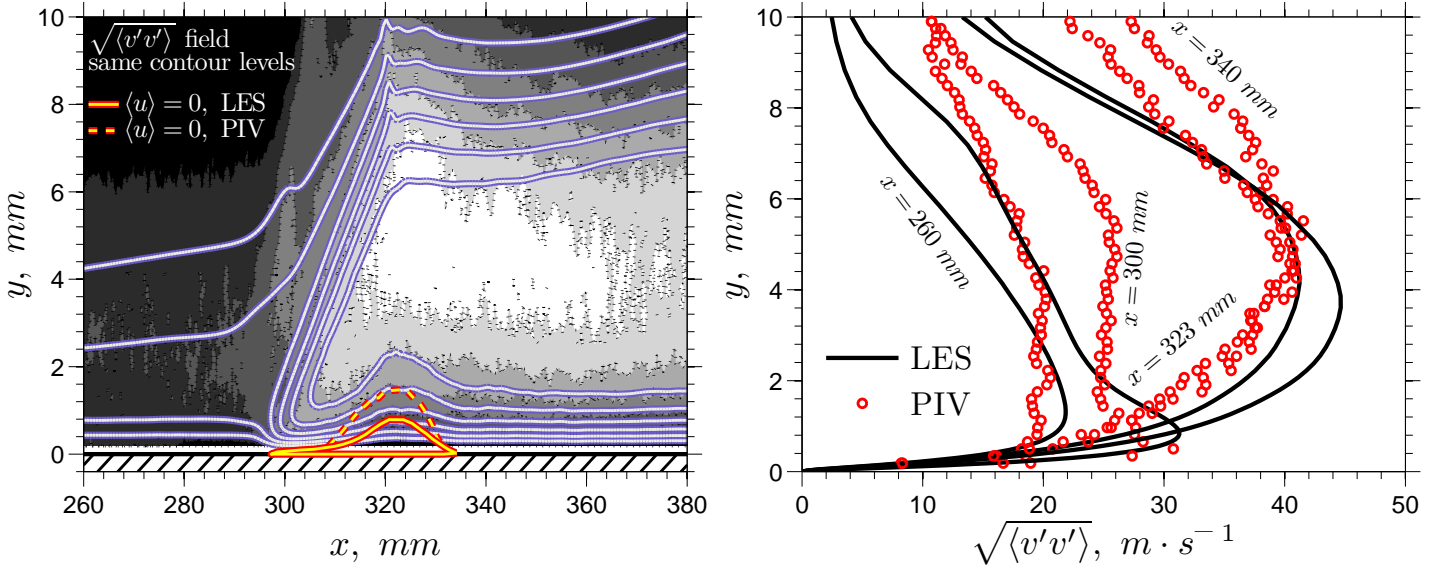 √⟨v′v′⟩ field
same contour levels
⟨u⟩ = 0, LES
⟨u⟩ = 0, PIV
10
8
6
4
2
0
y, mm
260 280 300 320 340 360 380
x, mm
10
8
6
4
2
0
y, mm
x = 340 mm
x = 260 mm
x = 300 mm
x = 323 mm
LES
PIV
0 10 20 30 40 50
√⟨v′v′⟩, m · s⁻¹